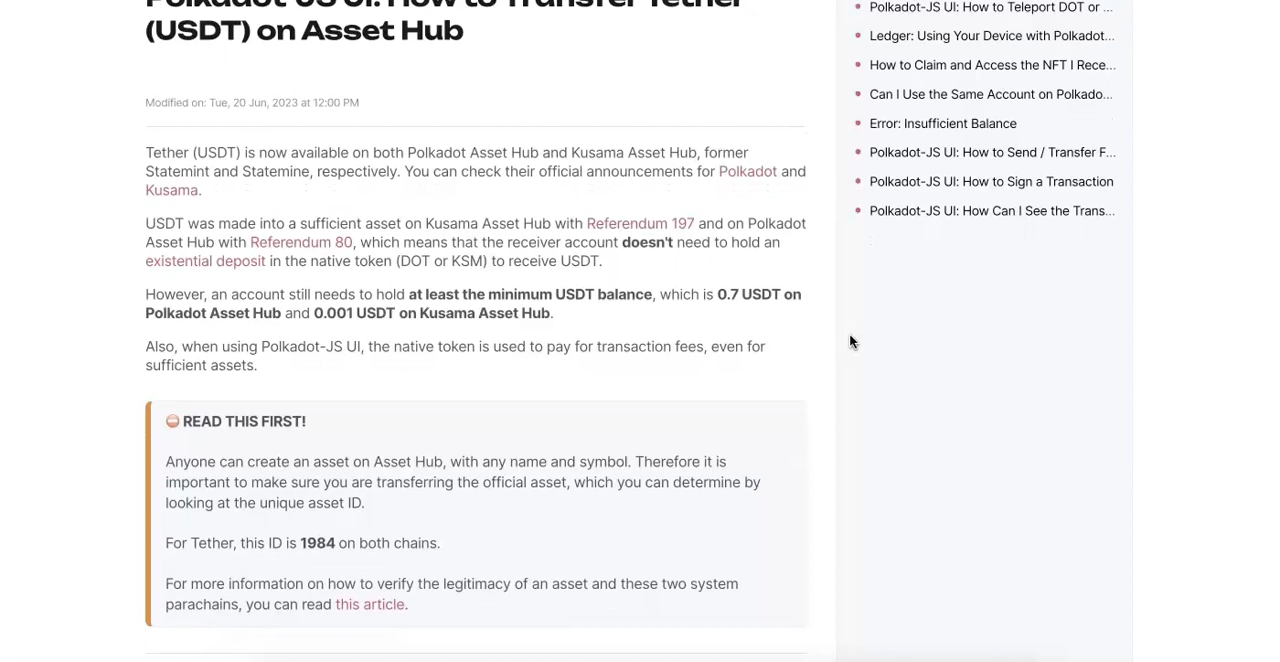 Polkadot-JS UI: How to Transfer Tether
(USDT) on Asset Hub
Modified on: Tue, 20 Jun, 2023 at 12:00 PM
Tether (USDT) is now available on both Polkadot Asset Hub and Kusama Asset Hub, former
Statemint and Statemine, respectively. You can check their official announcements for Polkadot and
Kusama.
USDT was made into a sufficient asset on Kusama Asset Hub with Referendum 197 and on Polkadot
Asset Hub with Referendum 80, which means that the receiver account doesn't need to hold an
existential deposit in the native token (DOT or KSM) to receive USDT.
However, an account still needs to hold at least the minimum USDT balance, which is 0.7 USDT on
Polkadot Asset Hub and 0.001 USDT on Kusama Asset Hub.
Also, when using Polkadot-JS UI, the native token is used to pay for transaction fees, even for
sufficient assets.
READ THIS FIRST!
Anyone can create an asset on Asset Hub, with any name and symbol. Therefore it is
important to make sure you are transferring the official asset, which you can determine by
looking at the unique asset ID.
For Tether, this ID is 1984 on both chains.
For more information on how to verify the legitimacy of an asset and these two system
parachains, you can read this article.
Polkadot-JS UI: How to Teleport DOT or ...
Ledger: Using Your Device with Polkadot...
How to Claim and Access the NFT I Rece...
Can I Use the Same Account on Polkado...
Error: Insufficient Balance
Polkadot-JS UI: How to Send / Transfer F...
Polkadot-JS UI: How to Sign a Transaction
Polkadot-JS UI: How Can I See the Trans...